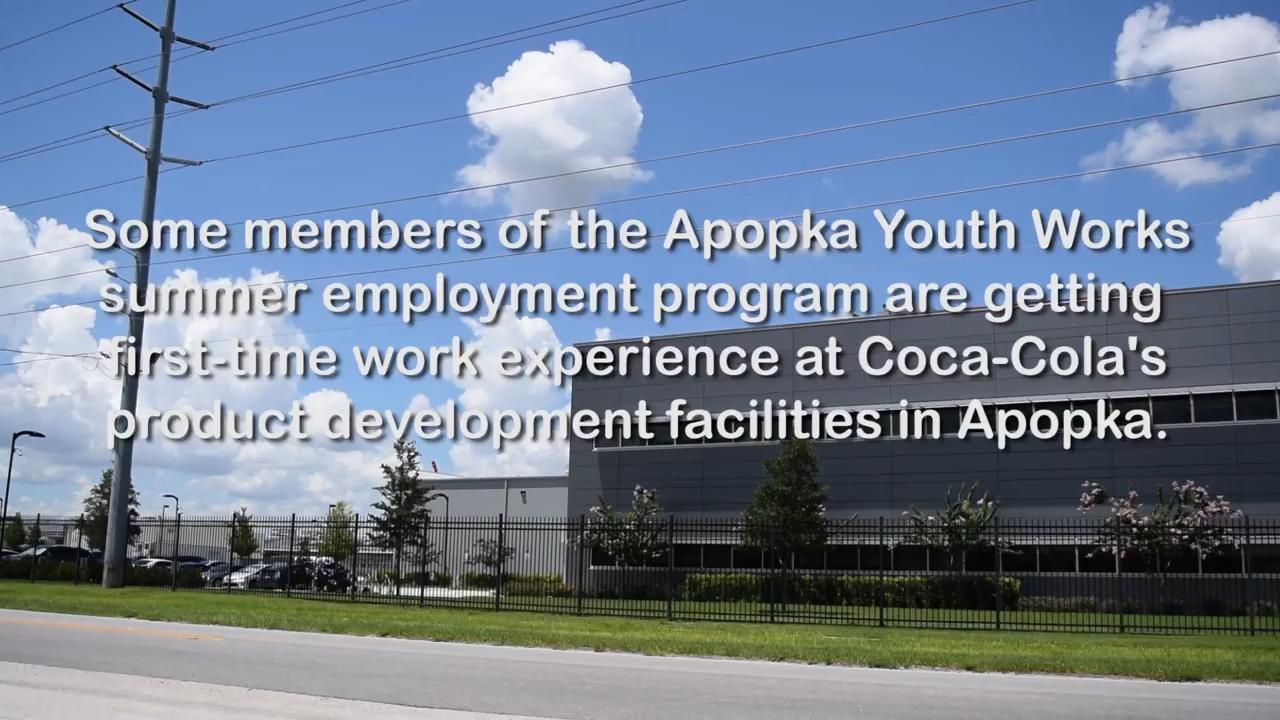 Some members of the Apopka Youth Works
summer employment program are getting
first-time work experience at Coca-Cola's
product development facilities in Apopka.